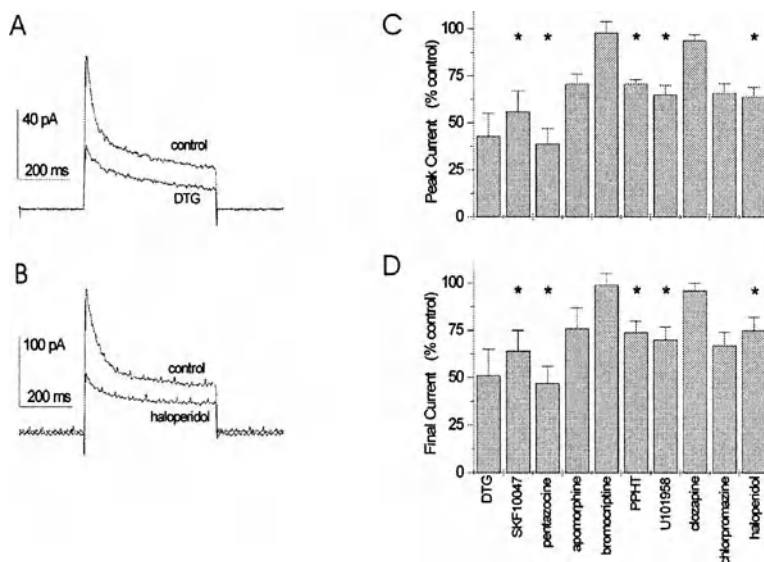 A
40 pA
200 ms
control
DTG
B
100 pA
200 ms
control
haloperidol
C
Peak Current (% control)
100
75
50
25
0
* * * * *
D
Final Current (% control)
100
75
50
25
0
* * * * *
DTG
SKF10047
pentazocine
apomorphine
bromocriptine
PPHT
U101958
clozapine
chlorpromazine
haloperidol